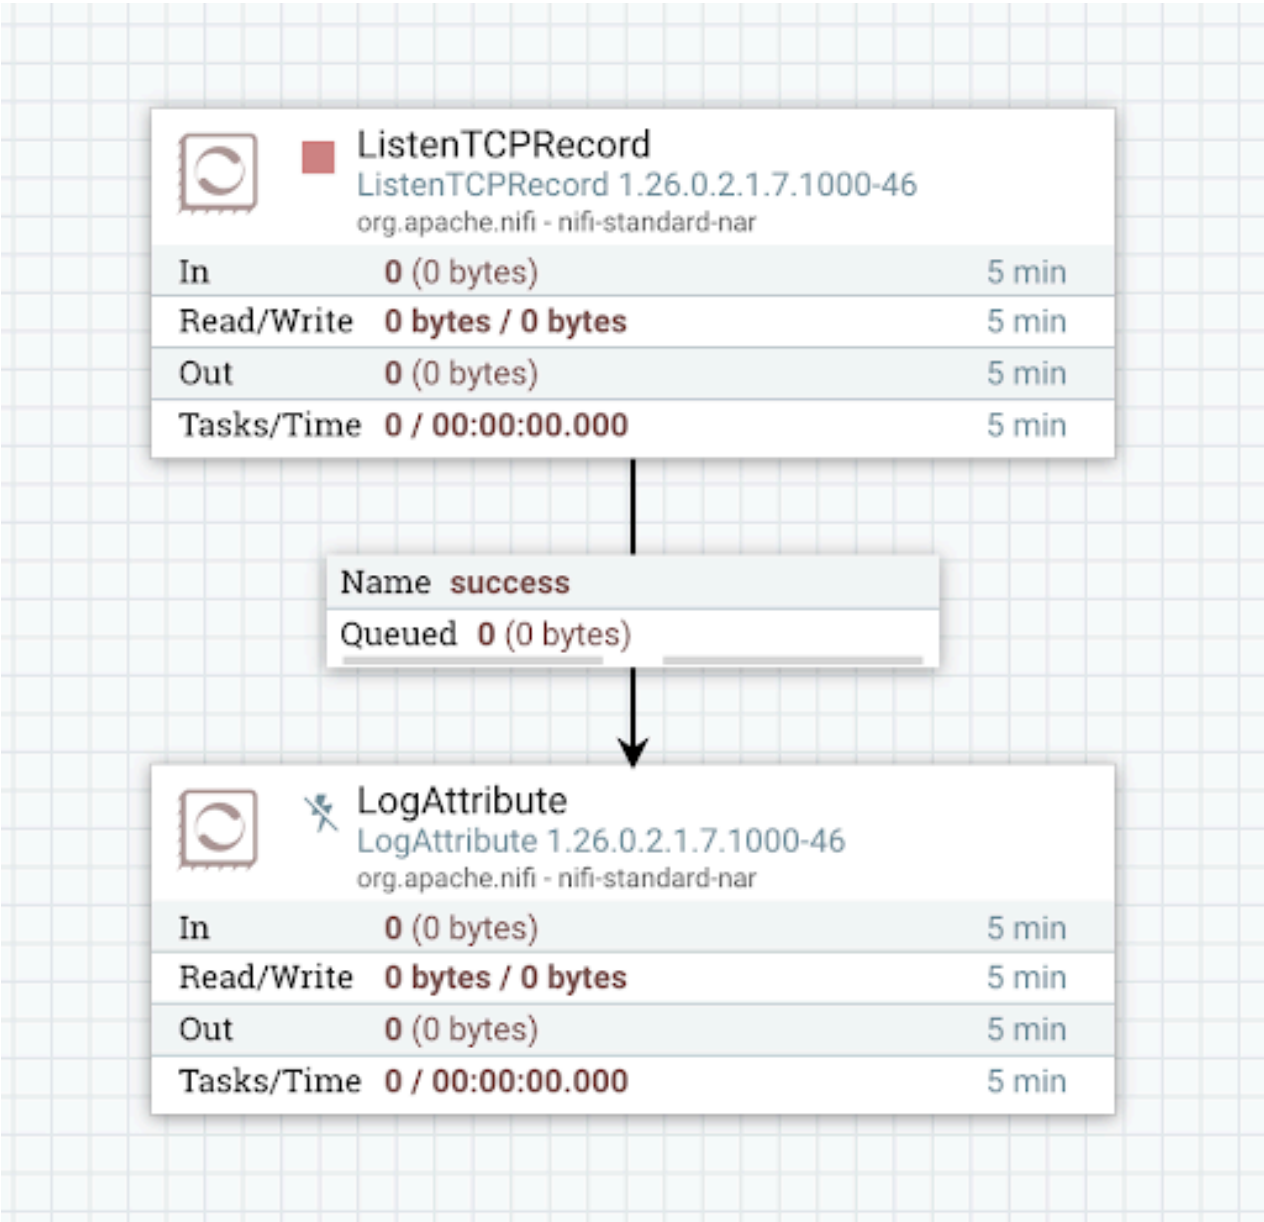 ListenTCPRecord
ListenTCPRecord 1.26.0.2.1.7.1000-46
org.apache.nifi - nifi-standard-nar
In 0 (0 bytes) 5 min
Read/Write 0 bytes / 0 bytes 5 min
Out 0 (0 bytes) 5 min
Tasks/Time 0 / 00:00:00.000 5 min
Name success
Queued 0 (0 bytes)
LogAttribute
LogAttribute 1.26.0.2.1.7.1000-46
org.apache.nifi - nifi-standard-nar
In 0 (0 bytes) 5 min
Read/Write 0 bytes / 0 bytes 5 min
Out 0 (0 bytes) 5 min
Tasks/Time 0 / 00:00:00.000 5 min